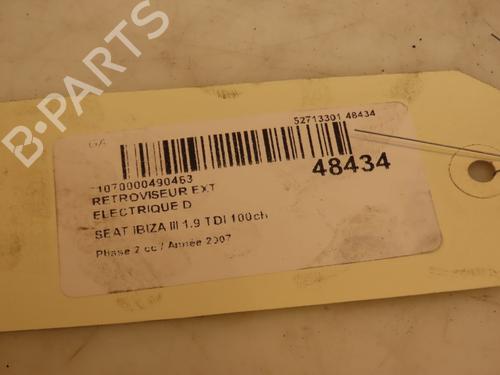 B-PARTS
GA
52713301 48434
48434
1070000490463
RETROVISEUR EXT
ELECTRIQUE D
SEAT IBIZA III 1.9 TDI 100ch
Phase 2 cc / Année 2007